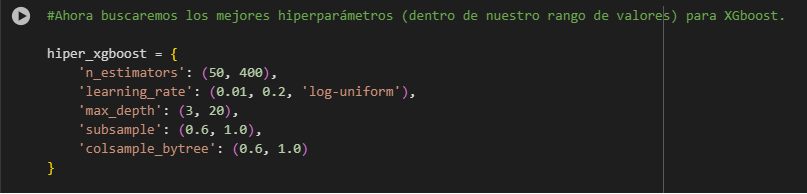 #Ahora buscaremos los mejores hiperparámetros (dentro de nuestro rango de valores) para XGboost.
hiper_xgboost = {
'n_estimators': (50, 400),
'learning_rate': (0.01, 0.2, 'log-uniform'),
'max_depth': (3, 20),
'subsample': (0.6, 1.0),
'colsample_bytree': (0.6, 1.0)
}